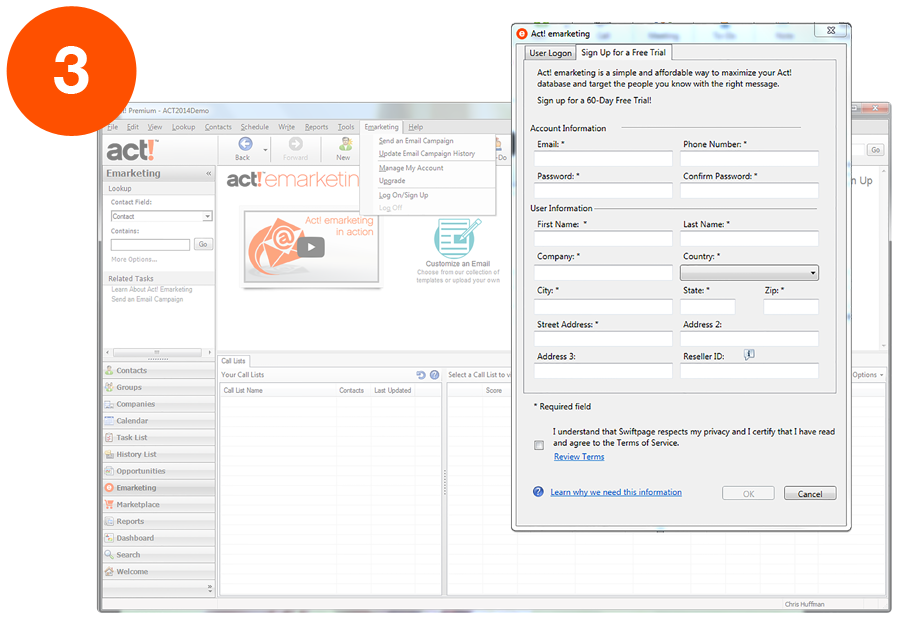 3
Act! emarketing
User Logon
Sign Up for a Free Trial
Act! emarketing is a simple and affordable way to maximize your Act!
database and target the people you know with the right message.
Sign up for a 60-Day Free Trial!
Account Information
Email: *
Phone Number: *
Password: *
Confirm Password: *
User Information
First Name: *
Last Name: *
Company: *
Country: *
City: *
State: *
Zip: *
Street Address: *
Address 2:
Address 3:
Reseller ID:
* Required field
I understand that Swiftpage respects my privacy and I certify that I have read
and agree to the Terms of Service.
Review Terms
Learn why we need this information
OK
Cancel
Premium - ACT2014Demo
File Edit View Lookup Contacts Schedule Write Reports Tools Emarketing Help
act!
Back
Forward
New
Send an Email Campaign
Update Email Campaign History
Manage My Account
Upgrade
Log On/Sign Up
Log Off
Go
Emarketing «
Lookup
Contact Field:
Contact
Contains:
Go
More Options...
Related Tasks
Learn About Act! Emarketing
Send an Email Campaign
act! emarketin
Act! emarketing
in action
Customize an Email
Choose from our collection of
templates or upload your own
n Up
Contacts
Groups
Companies
Calendar
Task List
History List
Opportunities
Emarketing
Marketplace
Reports
Dashboard
Search
Welcome
Call Lists
Your Call Lists
Call List Name Contacts Last Updated
Select a Call List to vi
Score
Options
Chris Huffman